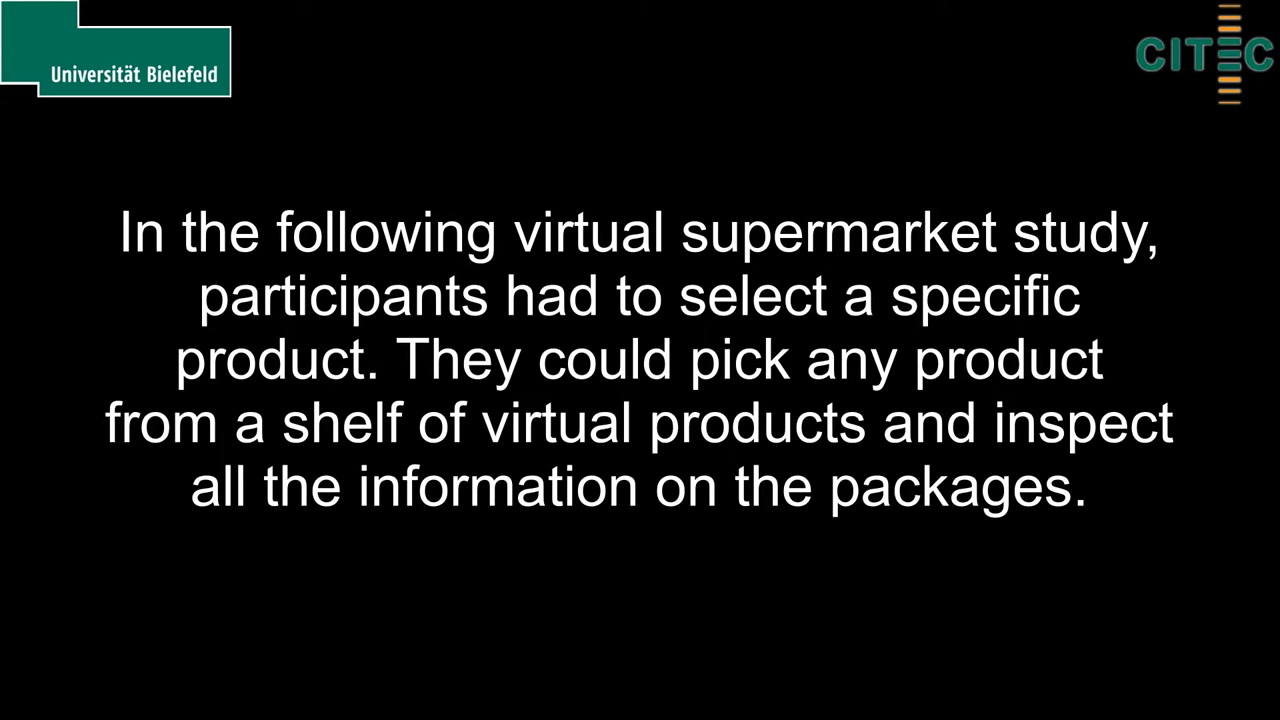 Universität Bielefeld
CITEC
In the following virtual supermarket study,
participants had to select a specific
product. They could pick any product
from a shelf of virtual products and inspect
all the information on the packages.